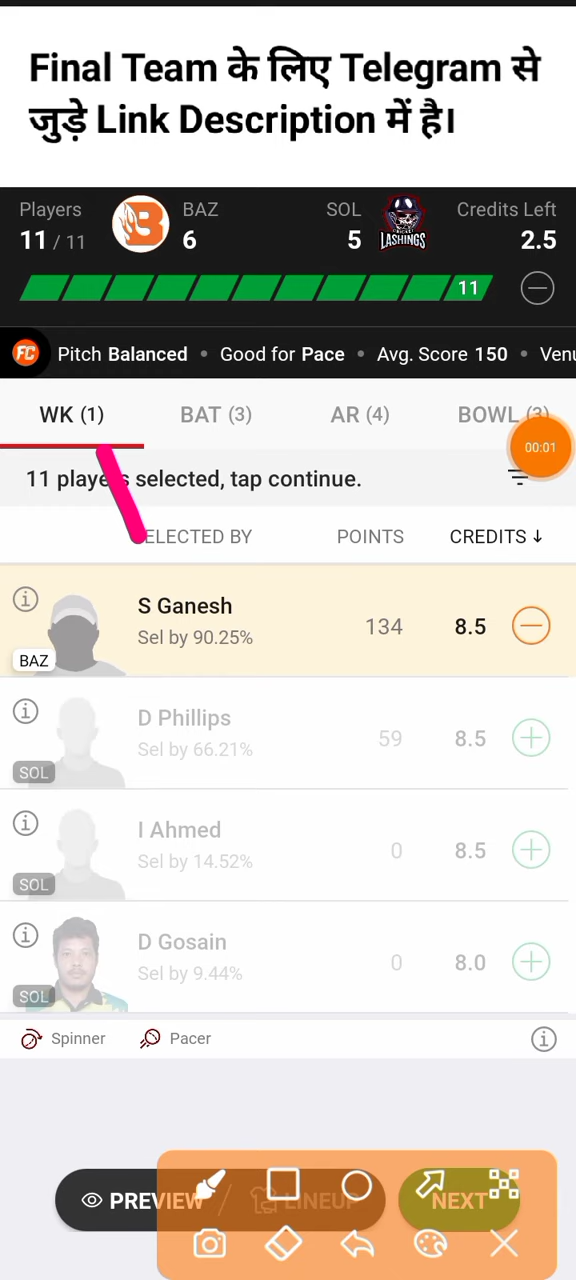 Final Team के लिए Telegram से
जुड़े Link Description में है।
Players BAZ SOL Credits Left
11 / 11 6 5 LASHINGS 2.5
11
FC Pitch Balanced • Good for Pace • Avg. Score 150 • Venu
WK (1) BAT (3) AR (4) BOWL (3)
00:01
11 players selected, tap continue.
SELECTED BY POINTS CREDITS ↓
S Ganesh
Sel by 90.25% 134 8.5
BAZ
D Phillips
Sel by 66.21% 59 8.5
SOL
I Ahmed
Sel by 14.52% 0 8.5
SOL
D Gosain
Sel by 9.44% 0 8.0
SOL
Spinner Pacer
PREVIEW / LINEUP NEXT